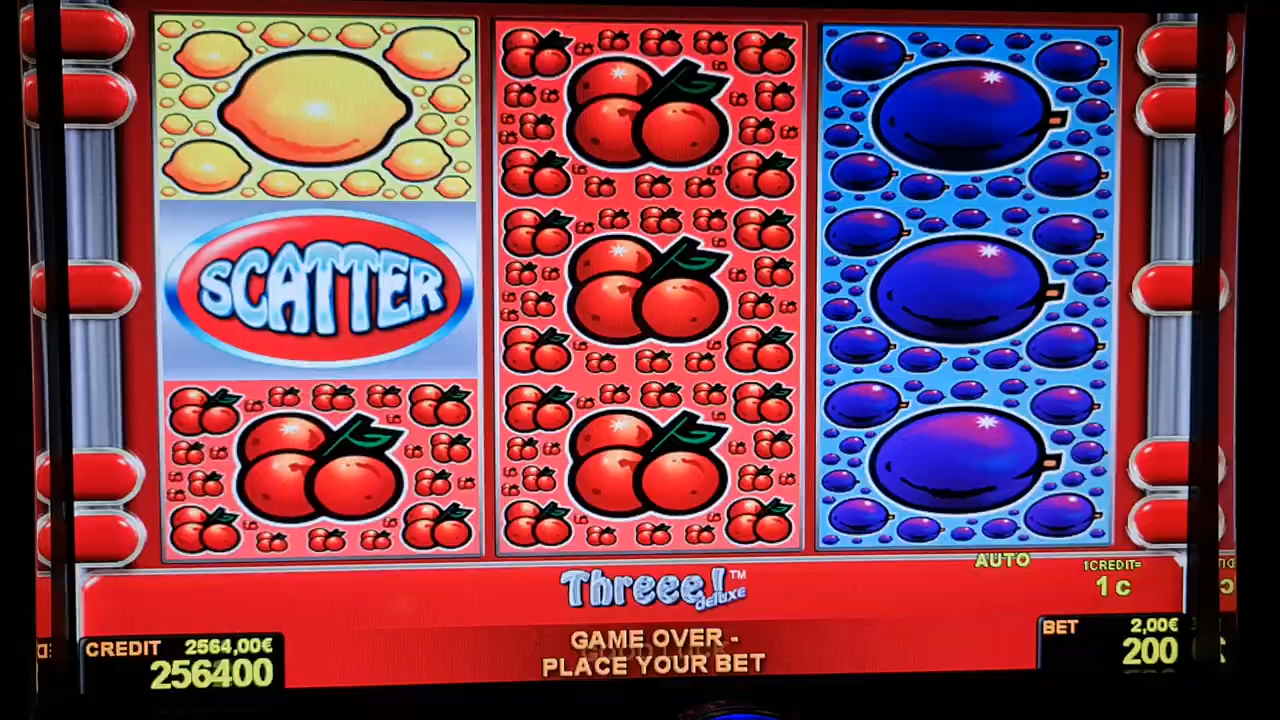 SCATTER
AUTO
1CREDIT=
1 c
Threee!™
deluxe
CREDIT 2564,00€
256400
GAME OVER -
PLACE YOUR BET
BET 2,00€
200